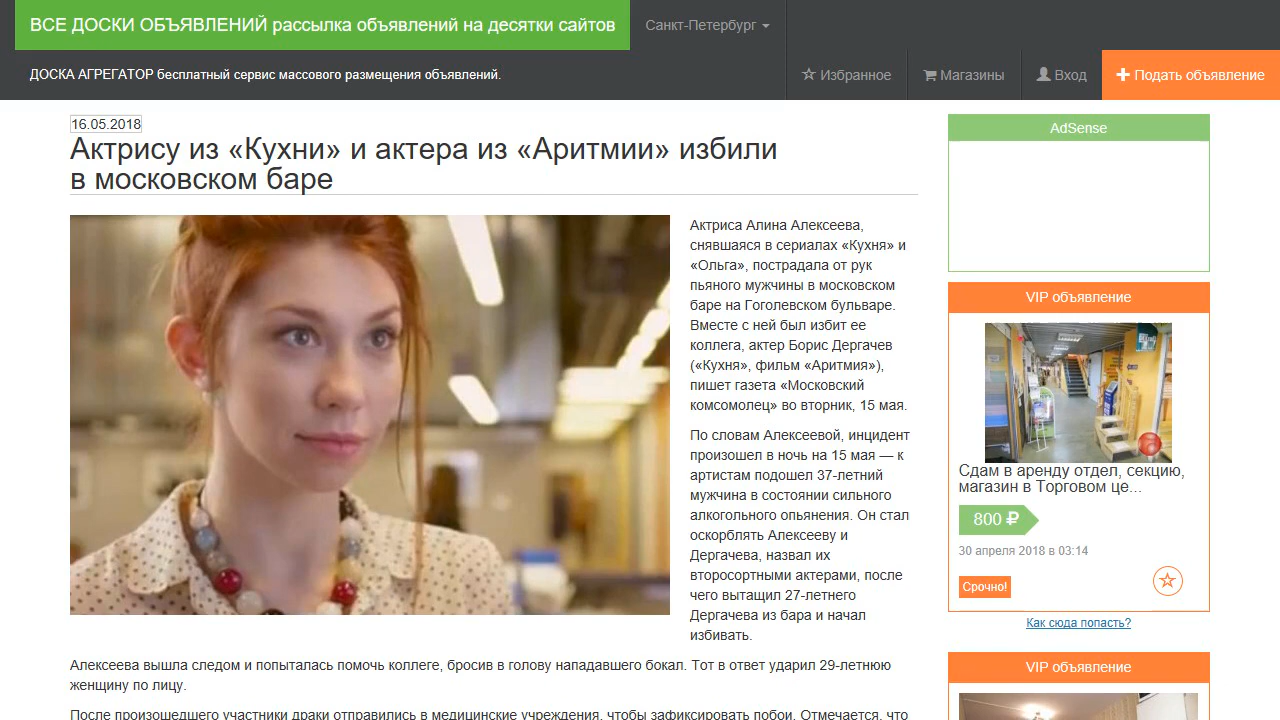 ВСЕ ДОСКИ ОБЪЯВЛЕНИЙ рассылка объявлений на десятки сайтов
Санкт-Петербург
ДОСКА АГРЕГАТОР бесплатный сервис массового размещения объявлений.
Избранное
Магазины
Вход
Подать объявление
16.05.2018
Актрису из «Кухни» и актера из «Аритмии» избили
в московском баре
Актриса Алина Алексеева,
снявшаяся в сериалах «Кухня» и
«Ольга», пострадала от рук
пьяного мужчины в московском
баре на Гоголевском бульваре.
Вместе с ней был избит ее
коллега, актер Борис Дергачев
(«Кухня», фильм «Аритмия»),
пишет газета «Московский
комсомолец» во вторник, 15 мая.
По словам Алексеевой, инцидент
произошел в ночь на 15 мая — к
артистам подошел 37-летний
мужчина в состоянии сильного
алкогольного опьянения. Он стал
оскорблять Алексееву и
Дергачева, назвал их
второсортными актерами, после
чего вытащил 27-летнего
Дергачева из бара и начал
избивать.
Алексеева вышла следом и попыталась помочь коллеге, бросив в голову нападавшего бокал. Тот в ответ ударил 29-летнюю
женщину по лицу.
После произошедшего участники драки отправились в медицинские учреждения, чтобы зафиксировать побои. Отмечается, что
AdSense
VIP объявление
Сдам в аренду отдел, секцию,
магазин в Торговом це...
800 ₽
30 апреля 2018 в 03:14
Срочно!
Как сюда попасть?
VIP объявление